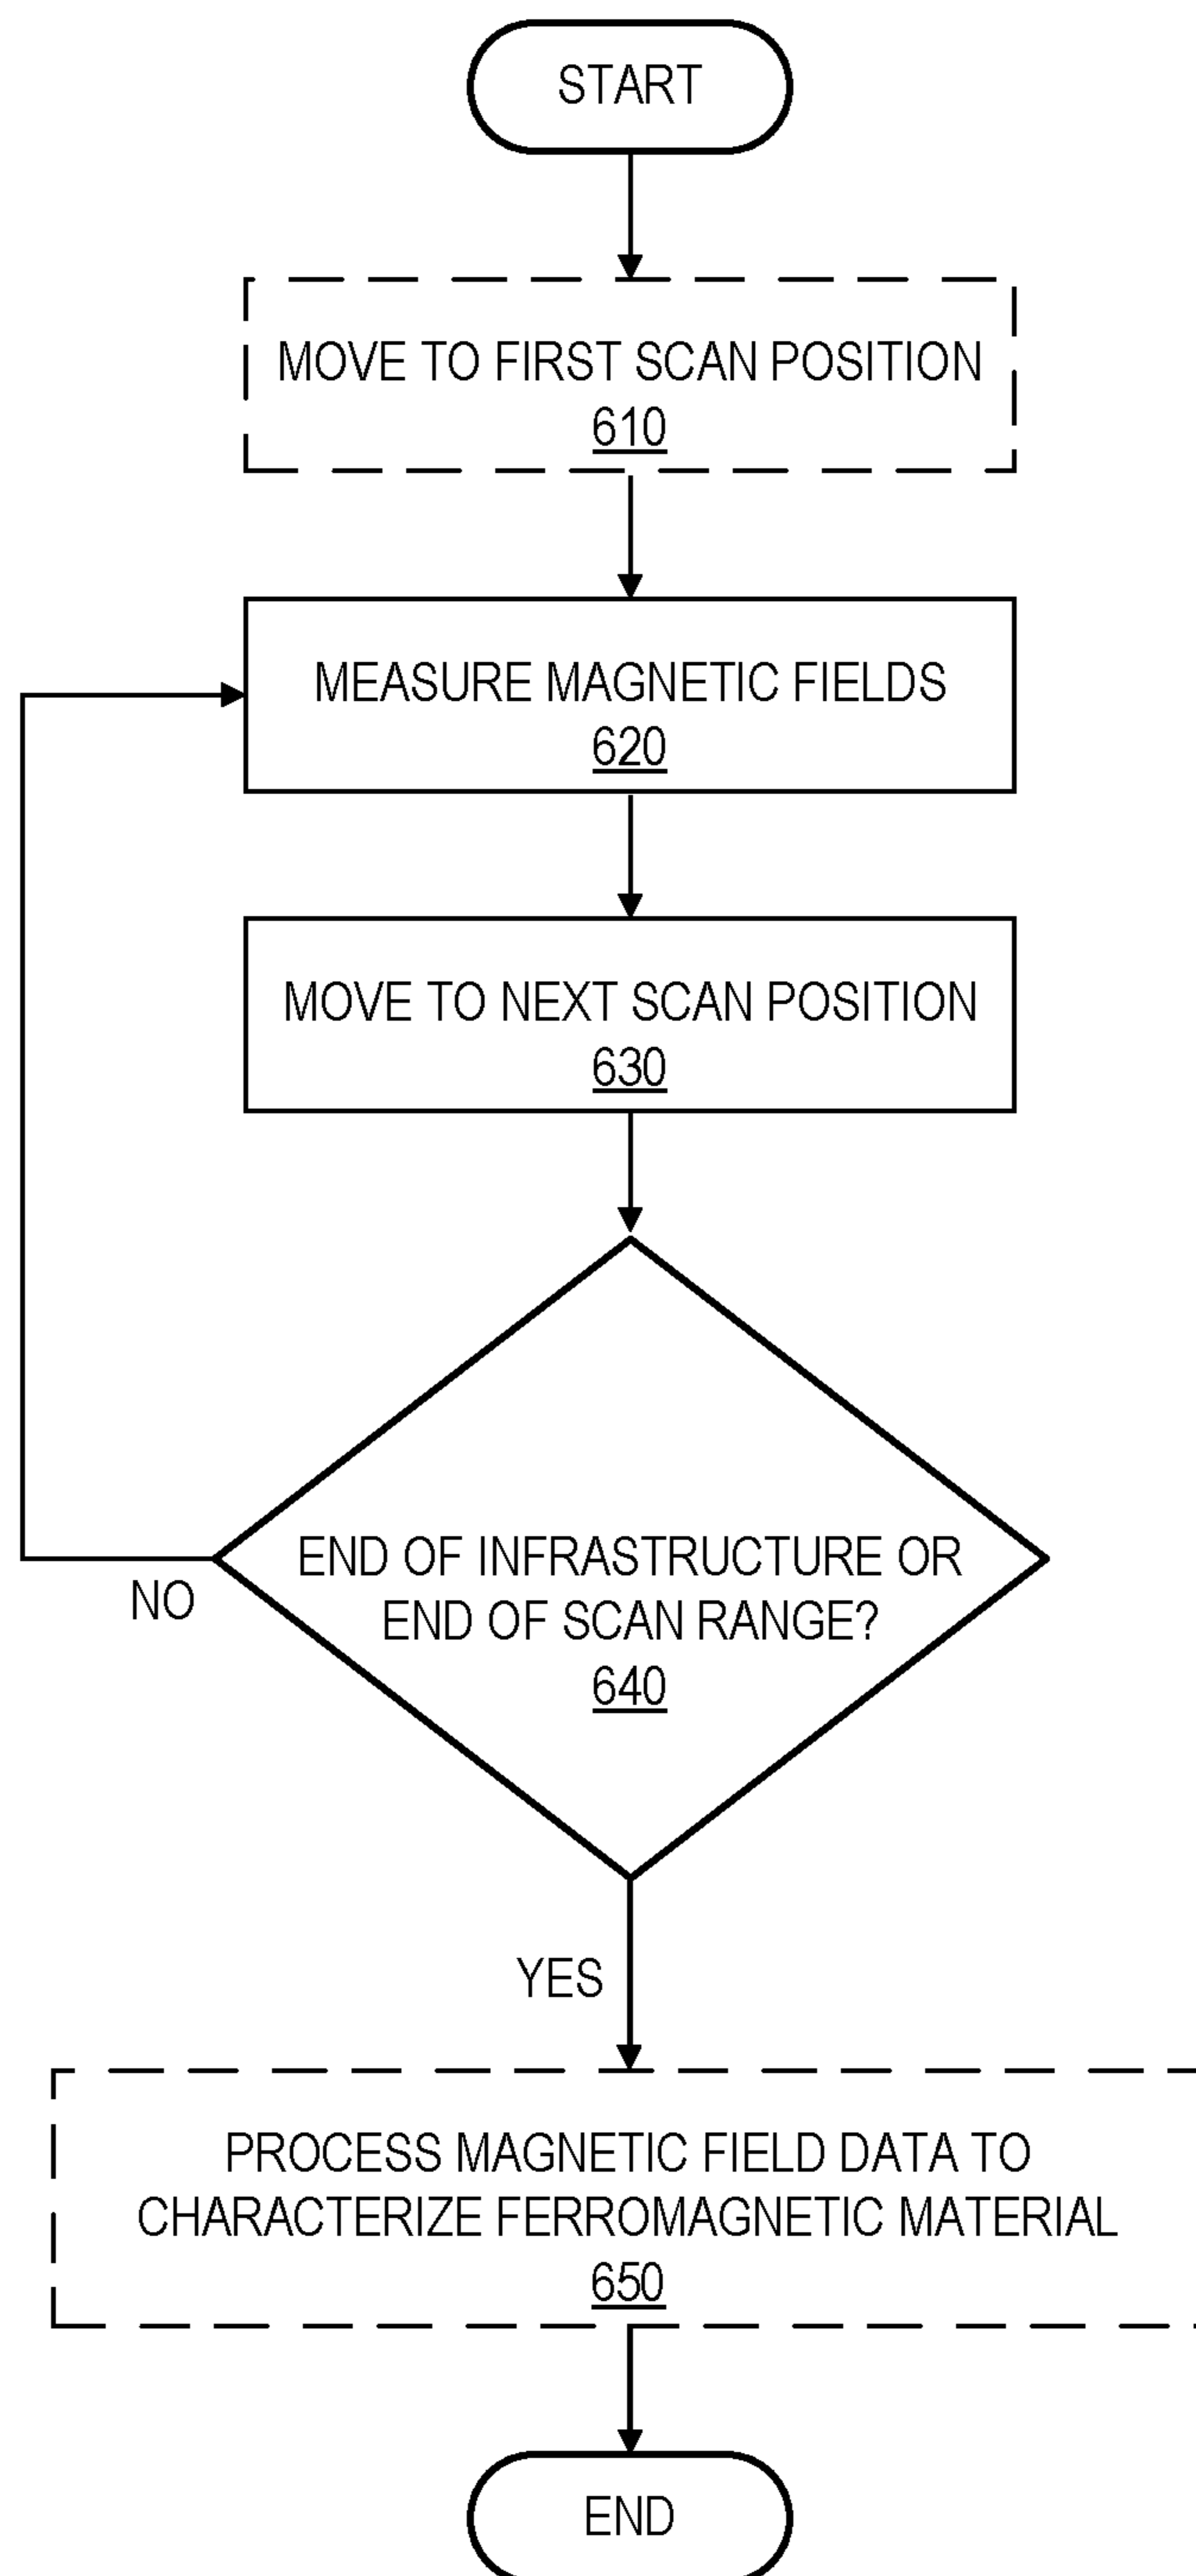 START
MOVE TO FIRST SCAN POSITION
610
MEASURE MAGNETIC FIELDS
620
MOVE TO NEXT SCAN POSITION
630
END OF INFRASTRUCTURE OR
END OF SCAN RANGE?
640
NO
YES
PROCESS MAGNETIC FIELD DATA TO
CHARACTERIZE FERROMAGNETIC MATERIAL
650
END